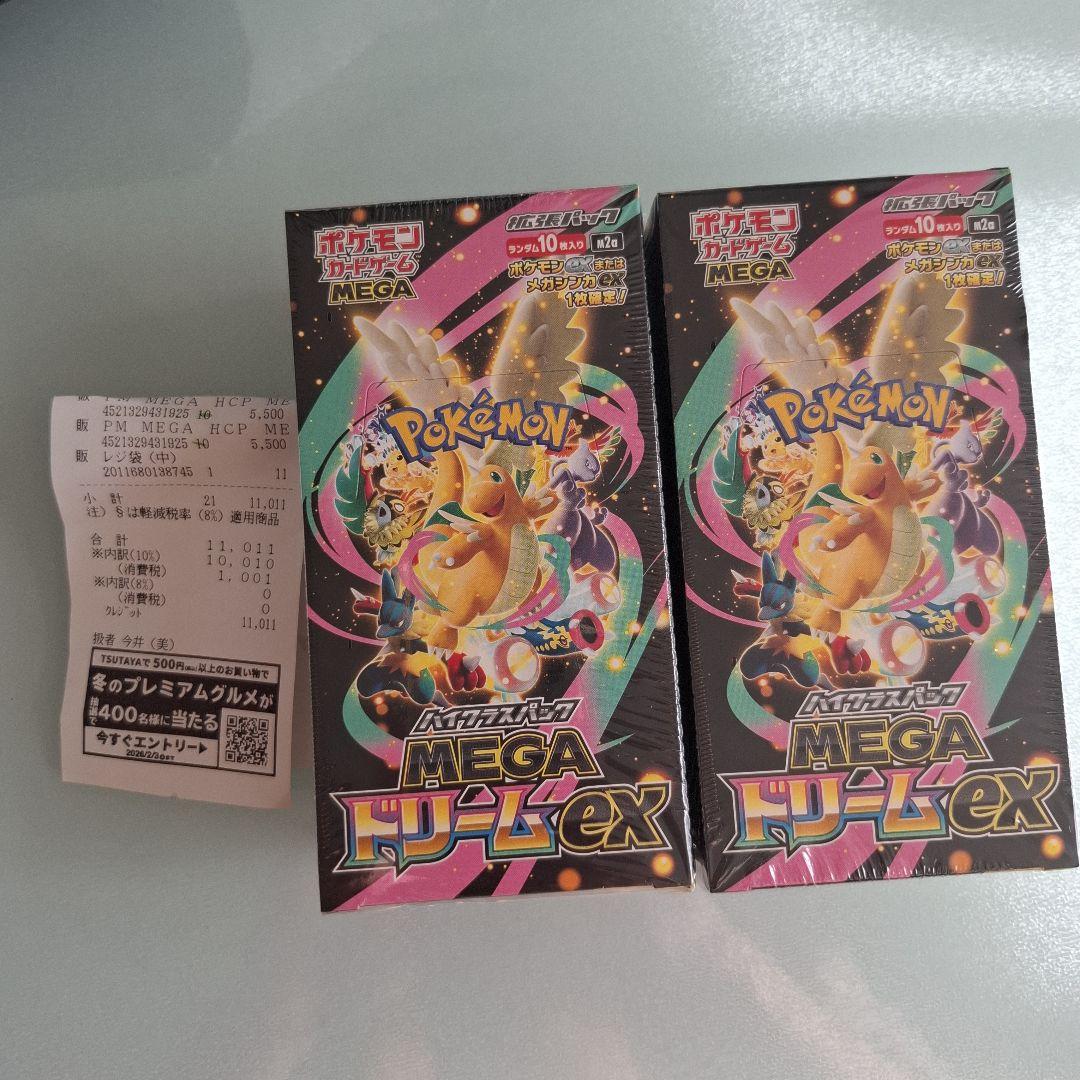 販 PM MEGA HCP ME
4521329431925 10 5,500
販 PM MEGA HCP ME
4521329431925 10 5,500
販 レジ袋（中）
2011680198745 1 11
小 計 21 11,011
注）§は軽減税率（8%）適用商品
合 計 11,011
※内訳(10%) 10,010
(消費税) 1,001
※内訳(8%) 0
(消費税) 0
クレジット 11,011
扱者 今井（美）
TSUTAYAで500円(税込)以上のお買い物で
冬のプレミアムグルメが
抽選で400名様に当たる
今すぐエントリー▶
ポケモン
カードゲーム
MEGA
拡張パック
ランダム10枚入り M2a
ポケモンexまたは
メガシンカex
1枚確定!
POKéMON
ハイクラスパック
MEGA
ドリームex
ポケモン
カードゲーム
MEGA
拡張パック
ランダム10枚入り M2a
ポケモンexまたは
メガシンカex
1枚確定!
POKéMON
ハイクラスパック
MEGA
ドリームex